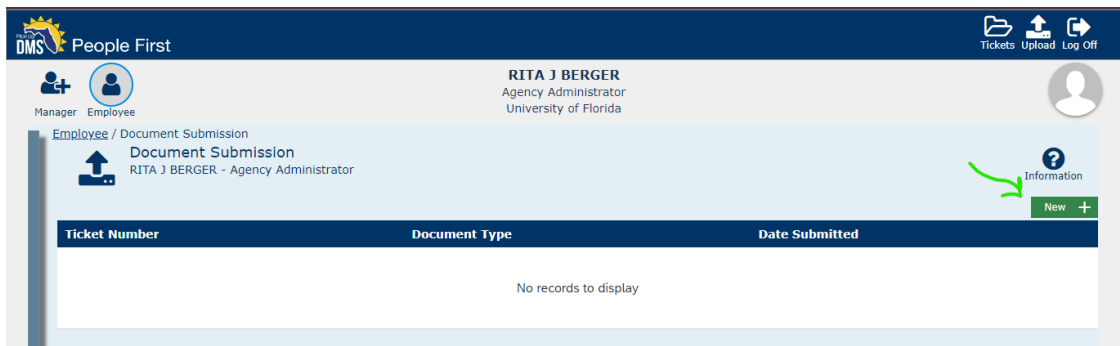 Florida
DMS People First
Tickets Upload Log Off
Manager Employee
RITA J BERGER
Agency Administrator
University of Florida
Employee / Document Submission
Document Submission
RITA J BERGER - Agency Administrator
Information
New +
Ticket Number Document Type Date Submitted
No records to display